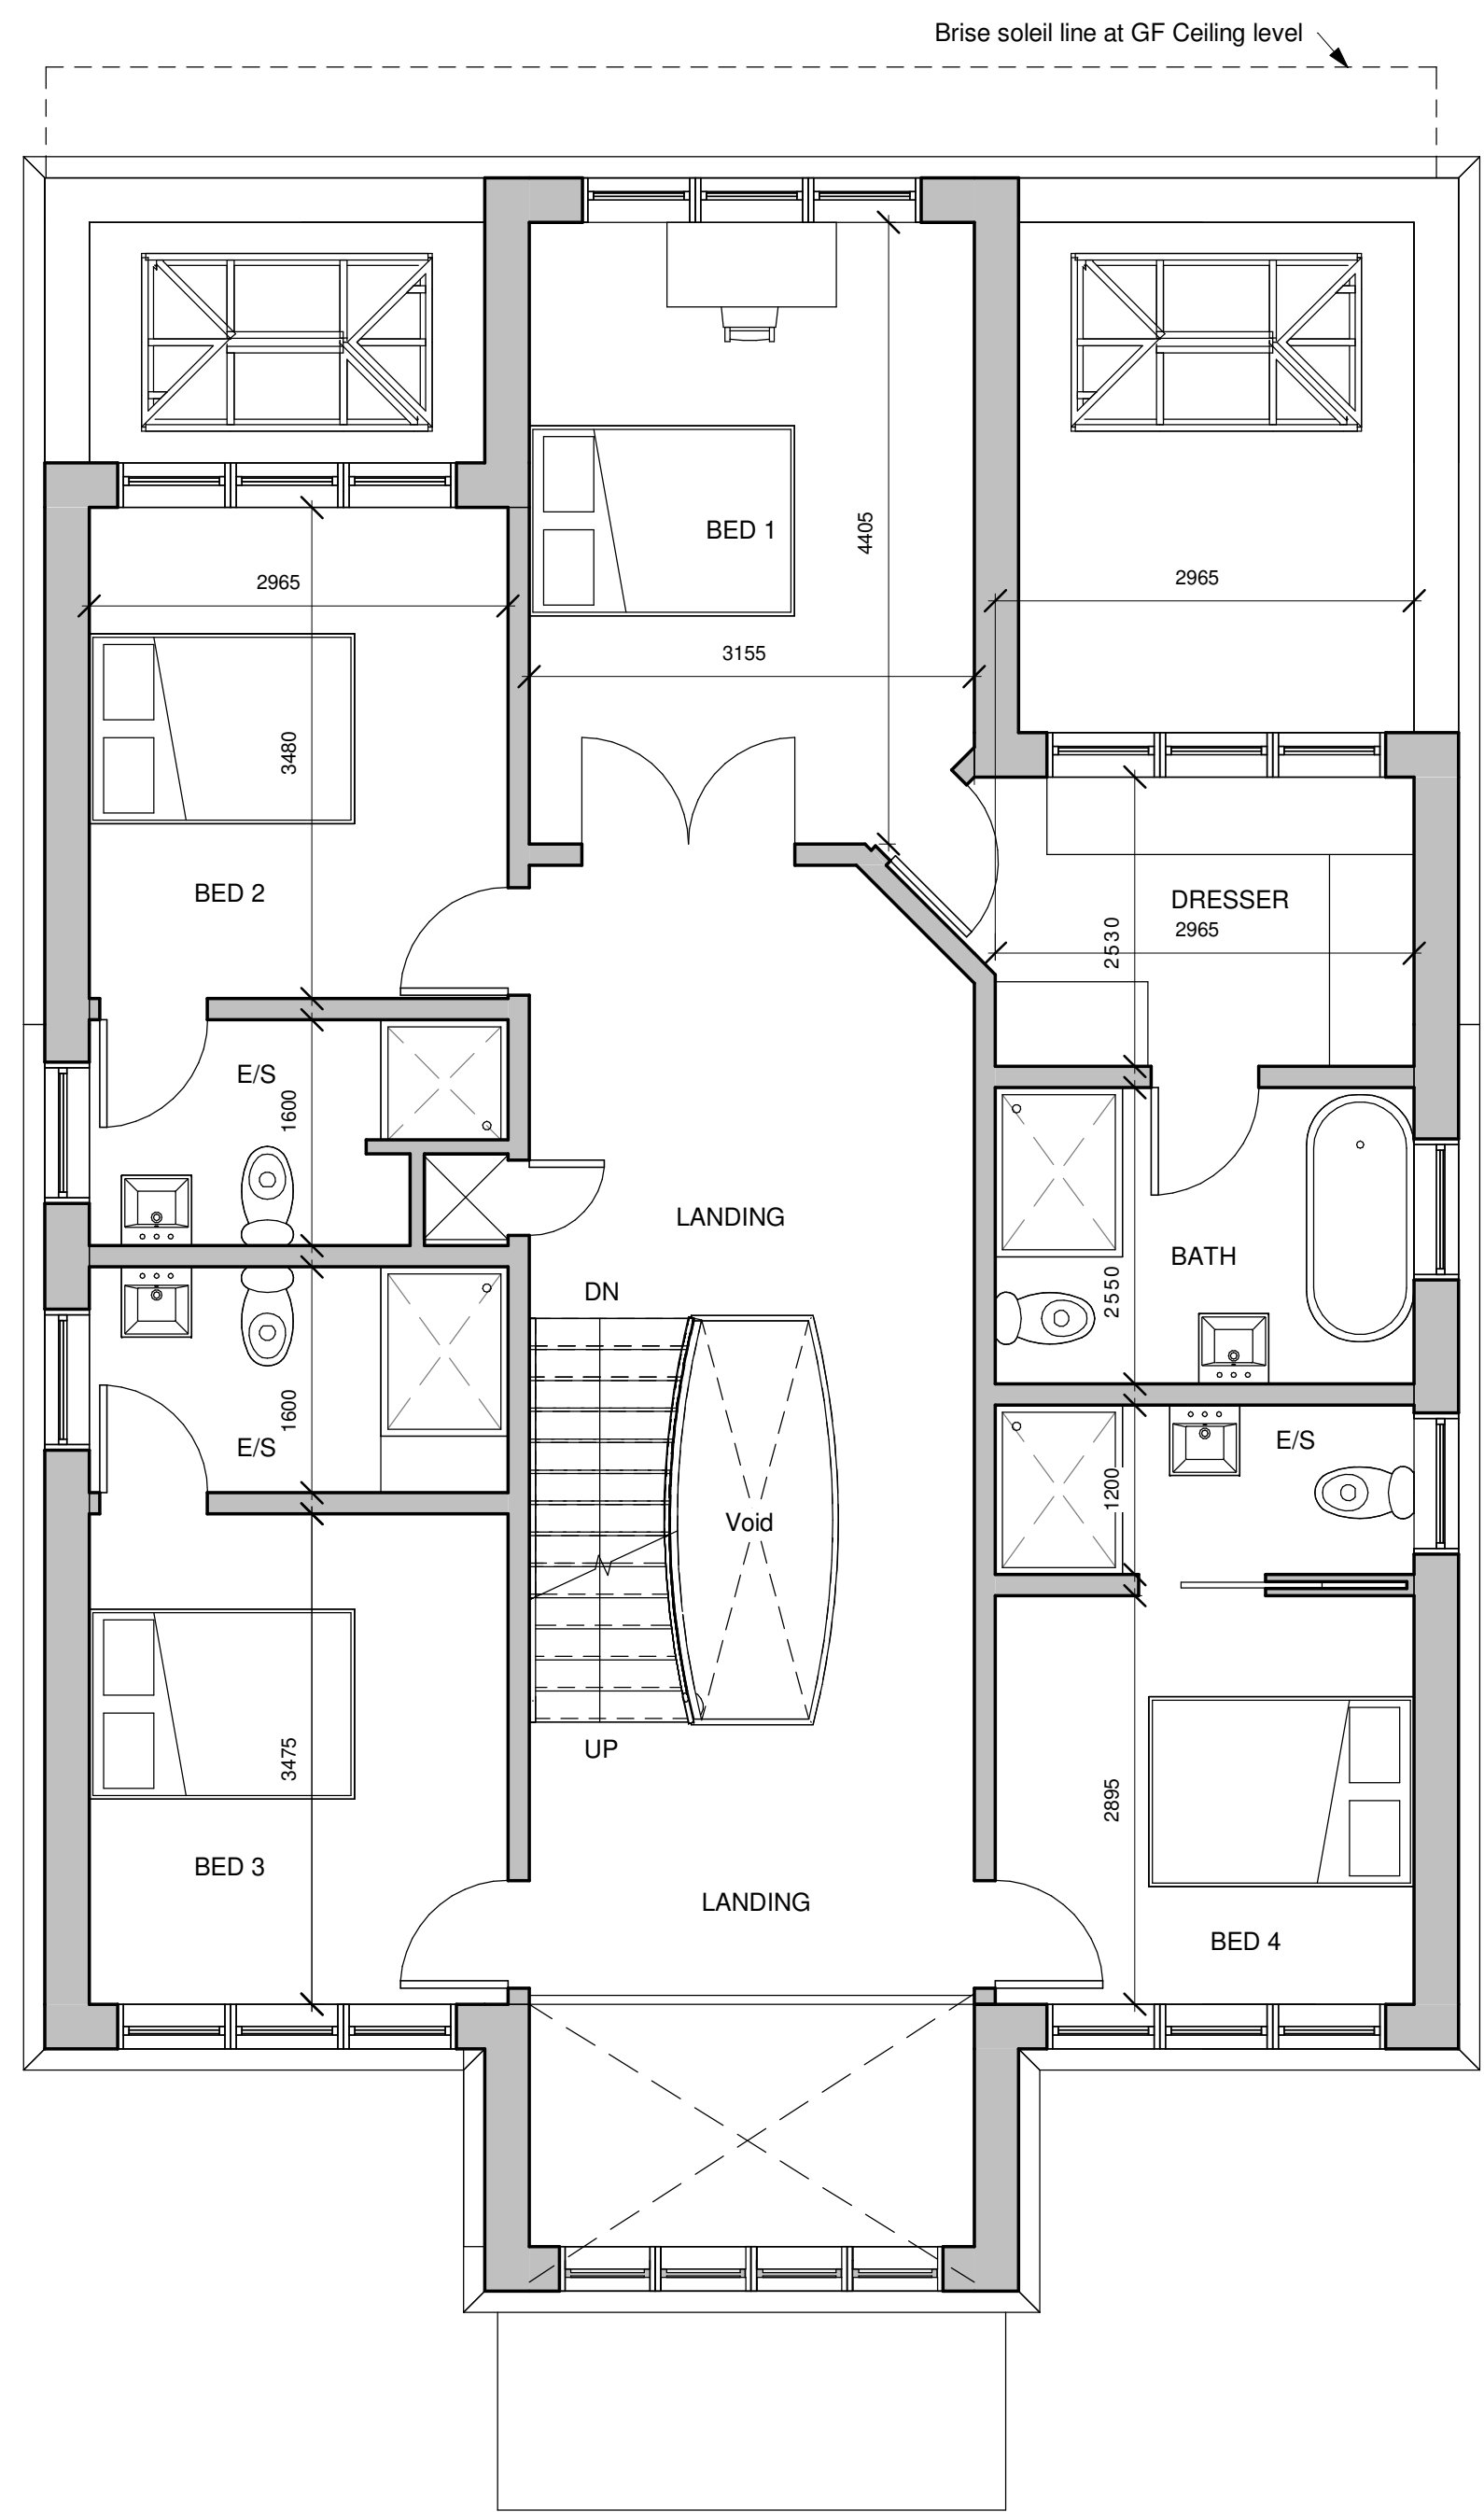 Brise soleil line at GF Ceiling level
BED 1
4405
2965
2965
3155
3480
BED 2
DRESSER
2965
2530
E/S
1600
LANDING
BATH
2550
DN
1600
E/S
E/S
1200
Void
UP
3475
2895
BED 3
LANDING
BED 4